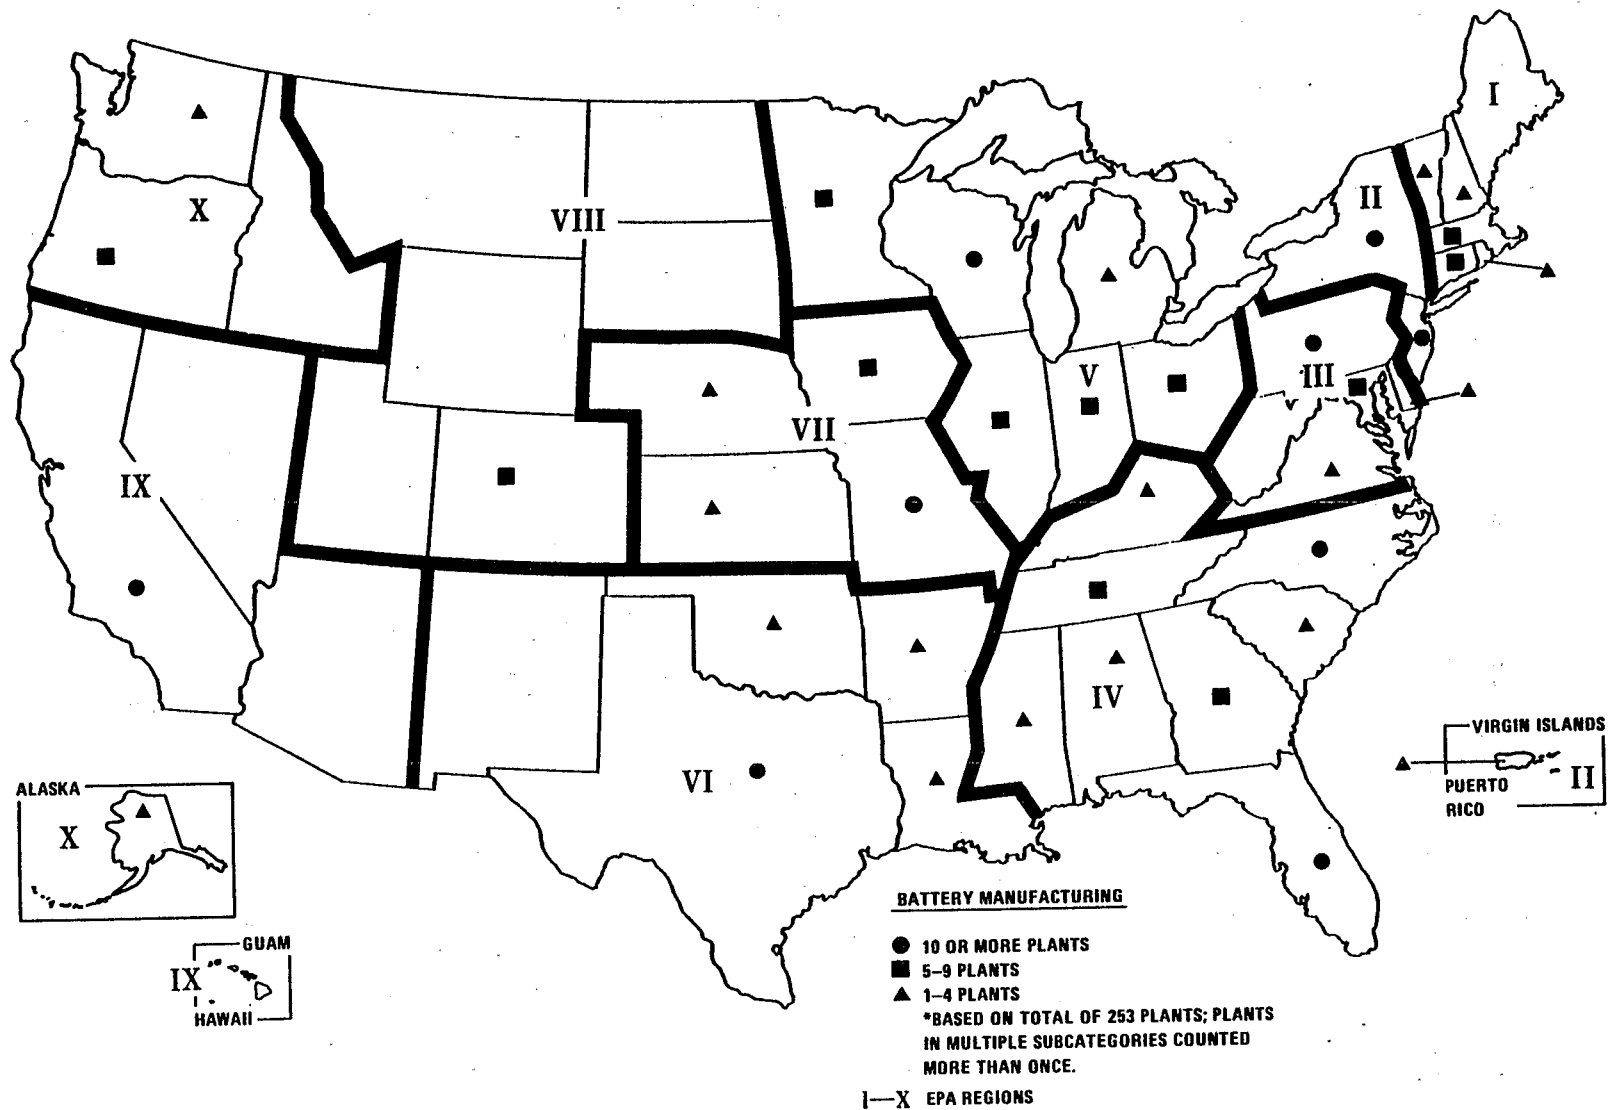 I
II
X
VIII
III
V
VII
IX
IV
VI
VIRGIN ISLANDS
PUERTO
RICO
II
ALASKA
X
GUAM
IX
HAWAII
BATTERY MANUFACTURING
10 OR MORE PLANTS
5–9 PLANTS
1–4 PLANTS
*BASED ON TOTAL OF 253 PLANTS; PLANTS
IN MULTIPLE SUBCATEGORIES COUNTED
MORE THAN ONCE.
I—X EPA REGIONS